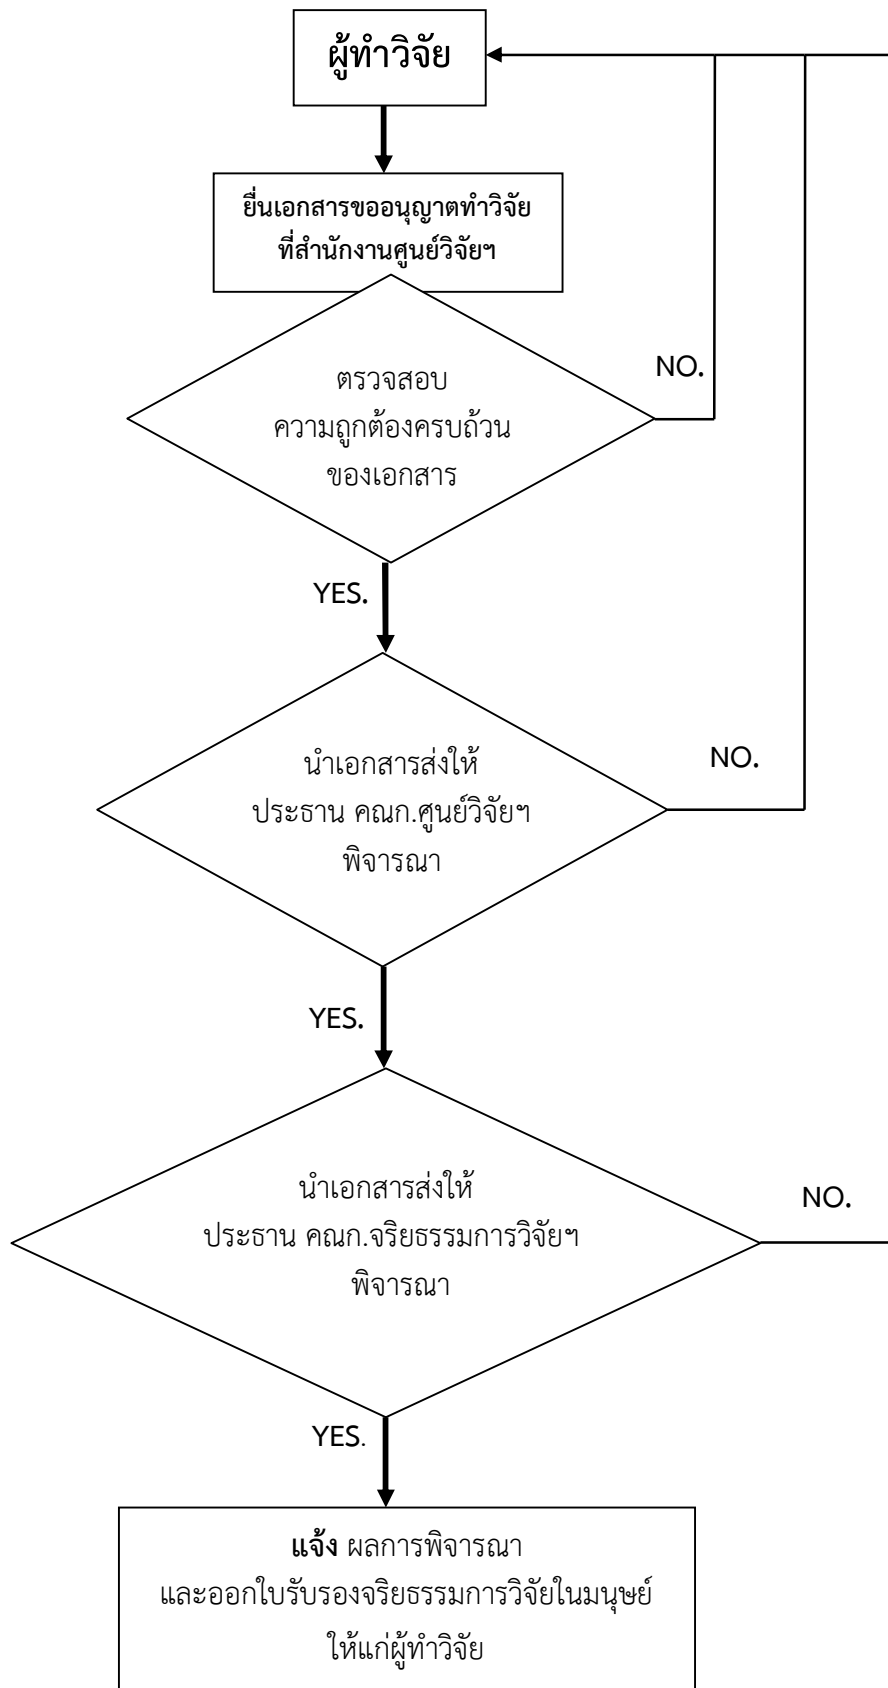 ผู้ทำวิจัย
ยื่นเอกสารขออนุญาตทำวิจัย
ที่สำนักงานศูนย์วิจัยฯ
NO.
ตรวจสอบ
ความถูกต้องครบถ้วน
ของเอกสาร
YES.
NO.
นำเอกสารส่งให้
ประธาน คณก.ศูนย์วิจัยฯ
พิจารณา
YES.
NO.
นำเอกสารส่งให้
ประธาน คณก.จริยธรรมการวิจัยฯ
พิจารณา
YES.
แจ้ง ผลการพิจารณา
และออกใบรับรองจริยธรรมการวิจัยในมนุษย์
ให้แก่ผู้ทำวิจัย